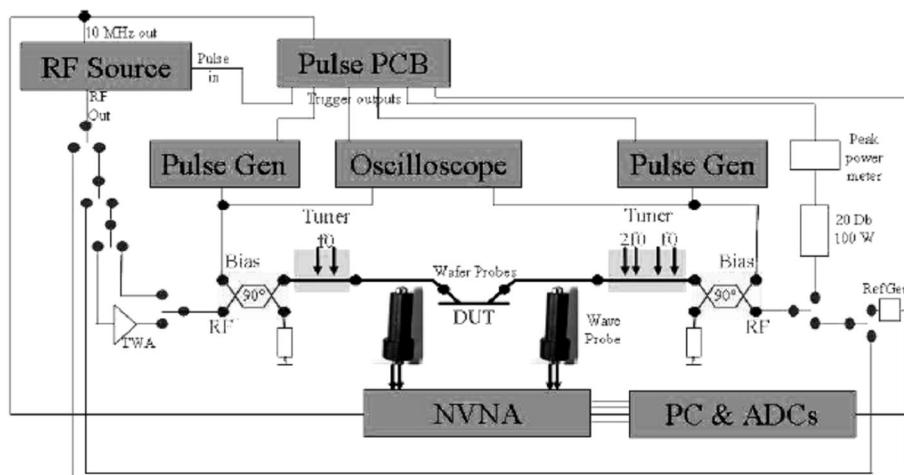 10 MHz out
RF Source
Pulse
in
Pulse PCB
Trigger outputs
RF
Out
Pulse Gen
Oscilloscope
Pulse Gen
Peak
power
meter
20 Db
100 W
Tuner
f0
Tuner
2f0 f0
Bias
90°
RF
Wafer Probes
DUT
Wave
Probe
Bias
90°
RF
RefGen
TWA
NVNA
PC & ADCs